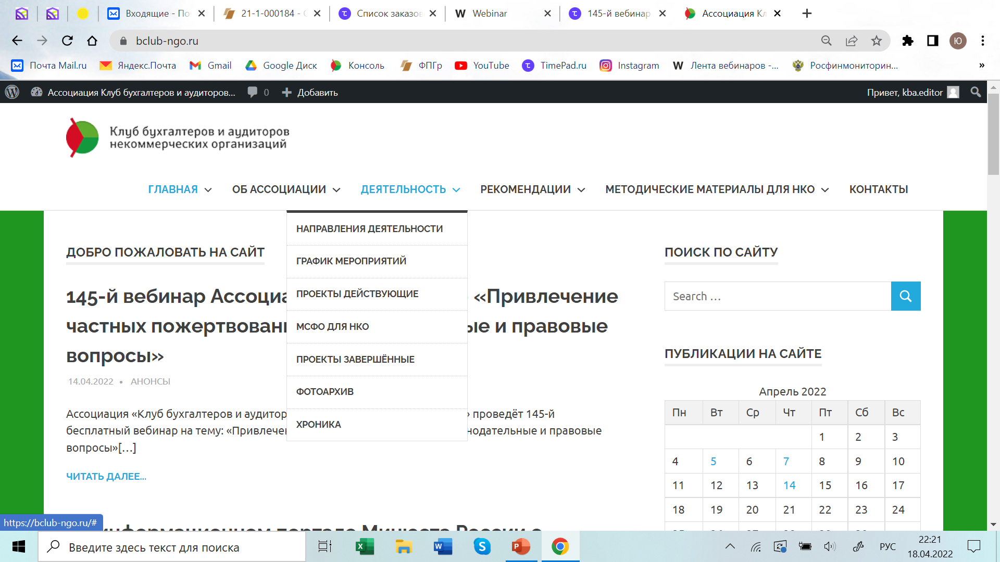 Входящие - По
21-1-000184 - С
Список заказов
Webinar
145-й вебинар
Ассоциация Кл
bclub-ngo.ru
Ю
Почта Mail.ru
Яндекс.Почта
Gmail
Google Диск
Консоль
ФПГр
YouTube
TimePad.ru
Instagram
Лента вебинаров -...
Росфинмониторин...
»
Ассоциация Клуб бухгалтеров и аудиторов...
0
Добавить
Привет, kba.editor
Клуб бухгалтеров и аудиторов
некоммерческих организаций
ГЛАВНАЯ ОБ АССОЦИАЦИИ ДЕЯТЕЛЬНОСТЬ РЕКОМЕНДАЦИИ МЕТОДИЧЕСКИЕ МАТЕРИАЛЫ ДЛЯ НКО КОНТАКТЫ
НАПРАВЛЕНИЯ ДЕЯТЕЛЬНОСТИ
ГРАФИК МЕРОПРИЯТИЙ
ПРОЕКТЫ ДЕЙСТВУЮЩИЕ
МСФО ДЛЯ НКО
ПРОЕКТЫ ЗАВЕРШЁННЫЕ
ФОТОАРХИВ
ХРОНИКА
ДОБРО ПОЖАЛОВАТЬ НА САЙТ
145-й вебинар Ассоциа «Привлечение
частных пожертвовани ые и правовые
вопросы»
14.04.2022 • АНОНСЫ
Ассоциация «Клуб бухгалтеров и аудитор » проведёт 145-й
бесплатный вебинар на тему: «Привлечен нодательные и правовые
вопросы»[…]
ЧИТАТЬ ДАЛЕЕ...
информационном портале Минюста России о
ПОИСК ПО САЙТУ
Search …
ПУБЛИКАЦИИ НА САЙТЕ
Апрель 2022
Пн Вт Ср Чт Пт Сб Вс
1 2 3
4 5 6 7 8 9 10
11 12 13 14 15 16 17
18 19 20 21 22 23 24
https://bclub-ngo.ru/#
Введите здесь текст для поиска
РУС
22:21
18.04.2022